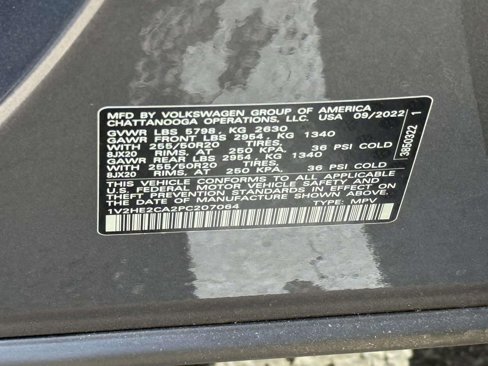 MFD BY VOLKSWAGEN GROUP OF AMERICA
CHATTANOOGA OPERATIONS, LLC. USA 09/2022
GVWR LBS 5798, KG 2630
GAWR FRONT LBS 2954, KG 1340
WITH 255/50R20 TIRES,
8JX20 RIMS, AT 250 KPA. 36 PSI COLD
GAWR REAR LBS 2954, KG 1340
WITH 255/50R20 TIRES,
8JX20 RIMS, AT 250 KPA. 36 PSI COLD
THIS VEHICLE CONFORMS TO ALL APPLICABLE
U.S. FEDERAL MOTOR VEHICLE SAFETY AND
THEFT PREVENTION STANDARDS IN EFFECT ON
THE DATE OF MANUFACTURE SHOWN ABOVE.
1V2HE2CA2PC207064 TYPE: MPV
3850322 1